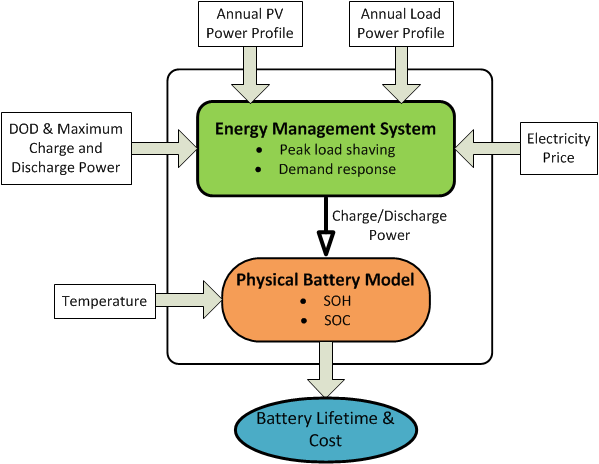 Annual PV
Power Profile
Annual Load
Power Profile
DOD & Maximum
Charge and
Discharge Power
Energy Management System
• Peak load shaving
• Demand response
Electricity
Price
Charge/Discharge
Power
Temperature
Physical Battery Model
• SOH
• SOC
Battery Lifetime &
Cost